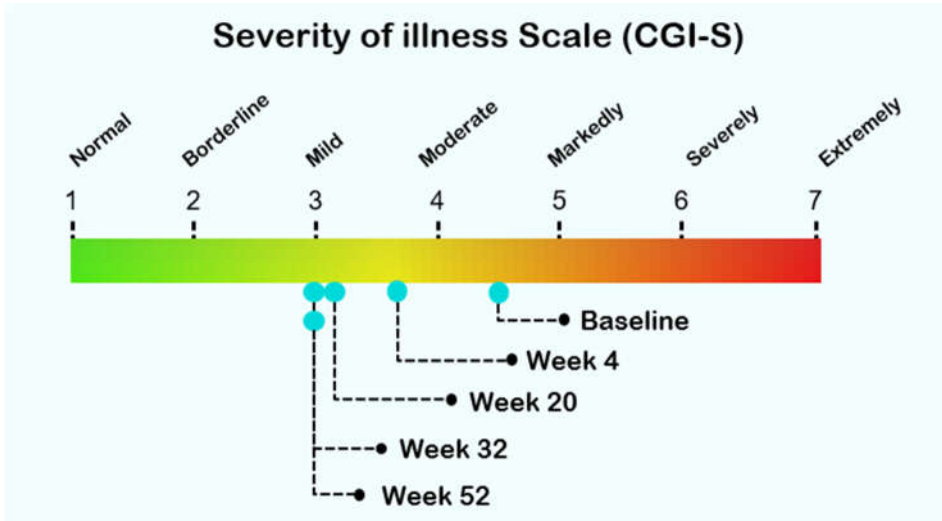 Severity of illness Scale (CGI-S)
Normal
Borderline
Mild
Moderate
Markedly
Severely
Extremely
1 2 3 4 5 6 7
Baseline
Week 4
Week 20
Week 32
Week 52